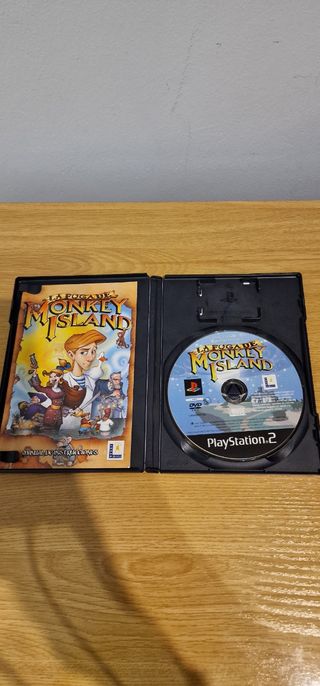 LA FUGA DE
MONKEY
ISLAND
MANUAL DE INSTRUCCIONES
LA FUGA DE
MONKEY
ISLAND
DVD
PlayStation 2